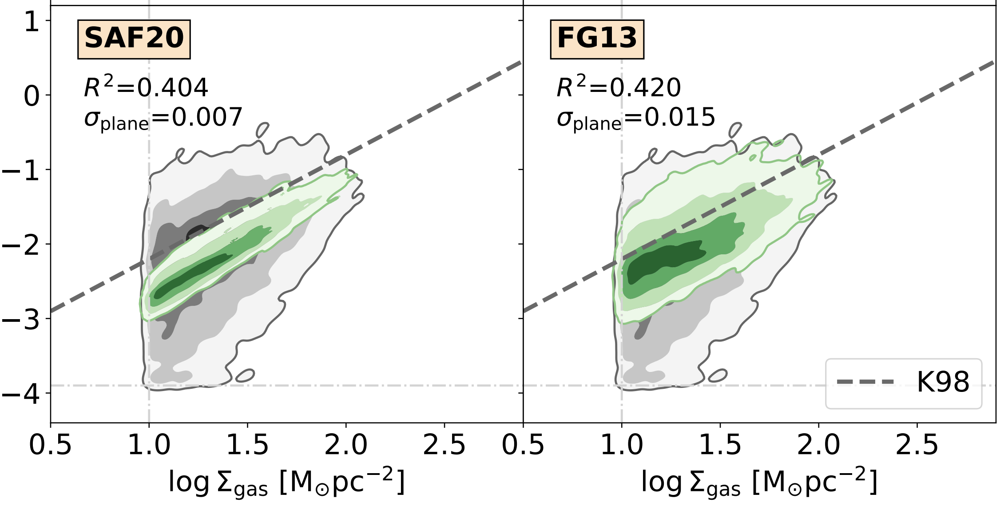 1
0
−1
−2
−3
−4
SAF20
R²=0.404
σplane=0.007
0.5 1.0 1.5 2.0 2.5
log Σgas [M⊙pc⁻²]
FG13
R²=0.420
σplane=0.015
K98
0.5 1.0 1.5 2.0 2.5
log Σgas [M⊙pc⁻²]